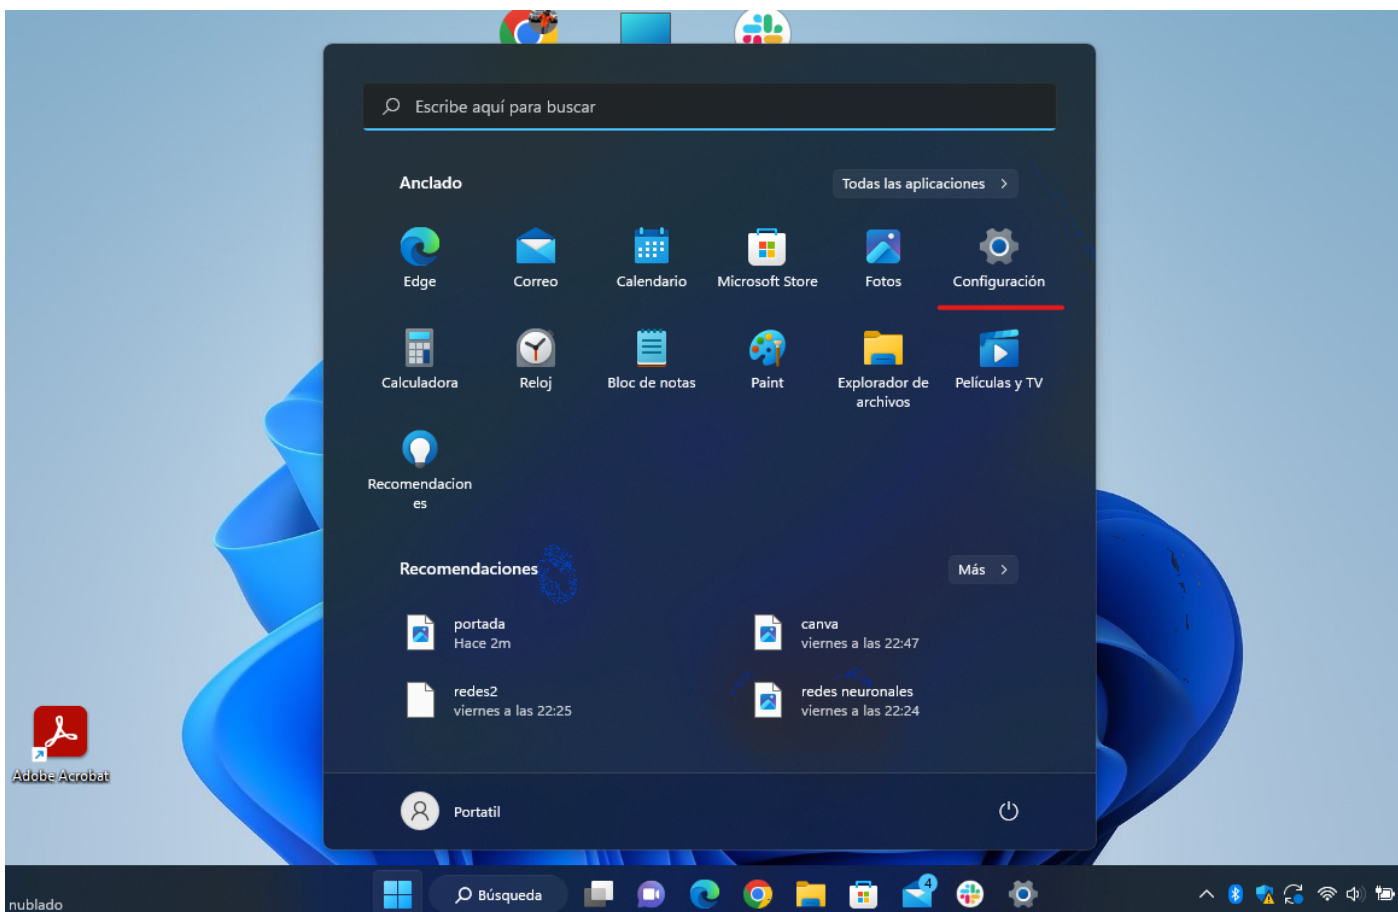 Escribe aquí para buscar
Anclado
Todas las aplicaciones
Edge
Correo
Calendario
Microsoft Store
Fotos
Configuración
Calculadora
Reloj
Bloc de notas
Paint
Explorador de
archivos
Películas y TV
Recomendacion
es
Recomendaciones
Más
portada
Hace 2m
canva
viernes a las 22:47
redes2
viernes a las 22:25
redes neuronales
viernes a las 22:24
Adobe Acrobat
Portatil
nublado
Búsqueda
4